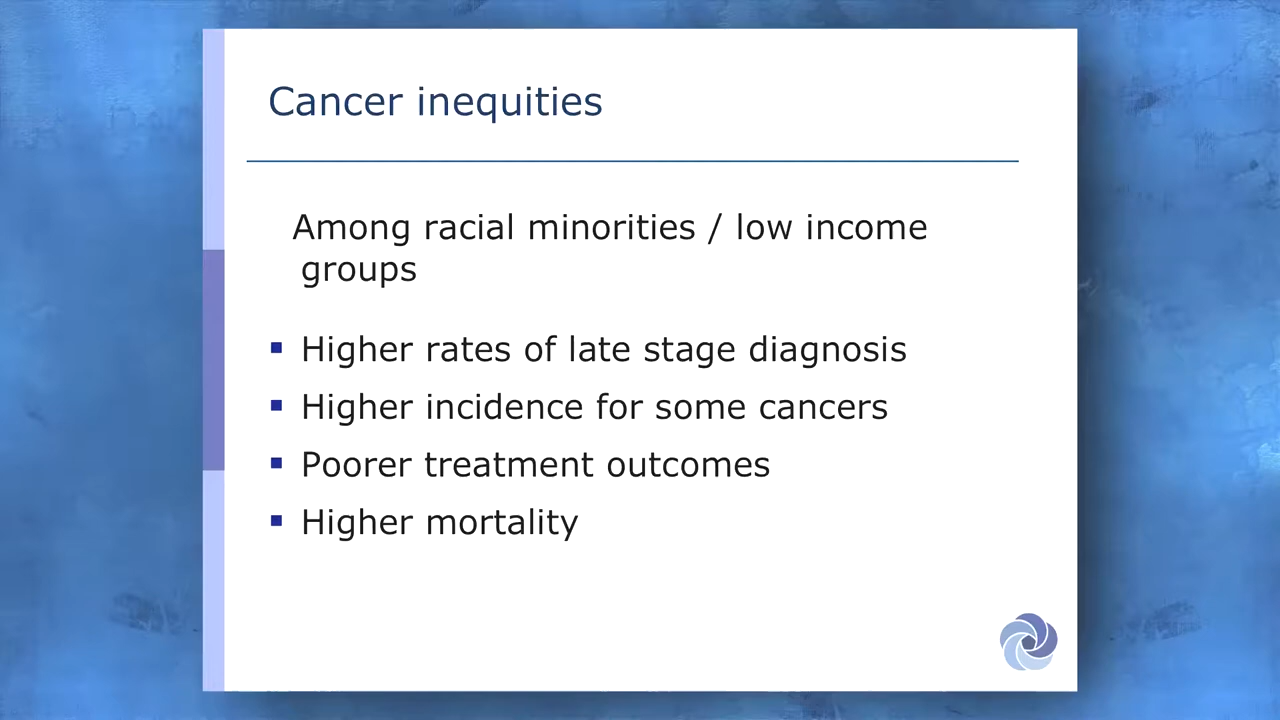 Cancer inequities
Among racial minorities / low income
groups
▪ Higher rates of late stage diagnosis
▪ Higher incidence for some cancers
▪ Poorer treatment outcomes
▪ Higher mortality